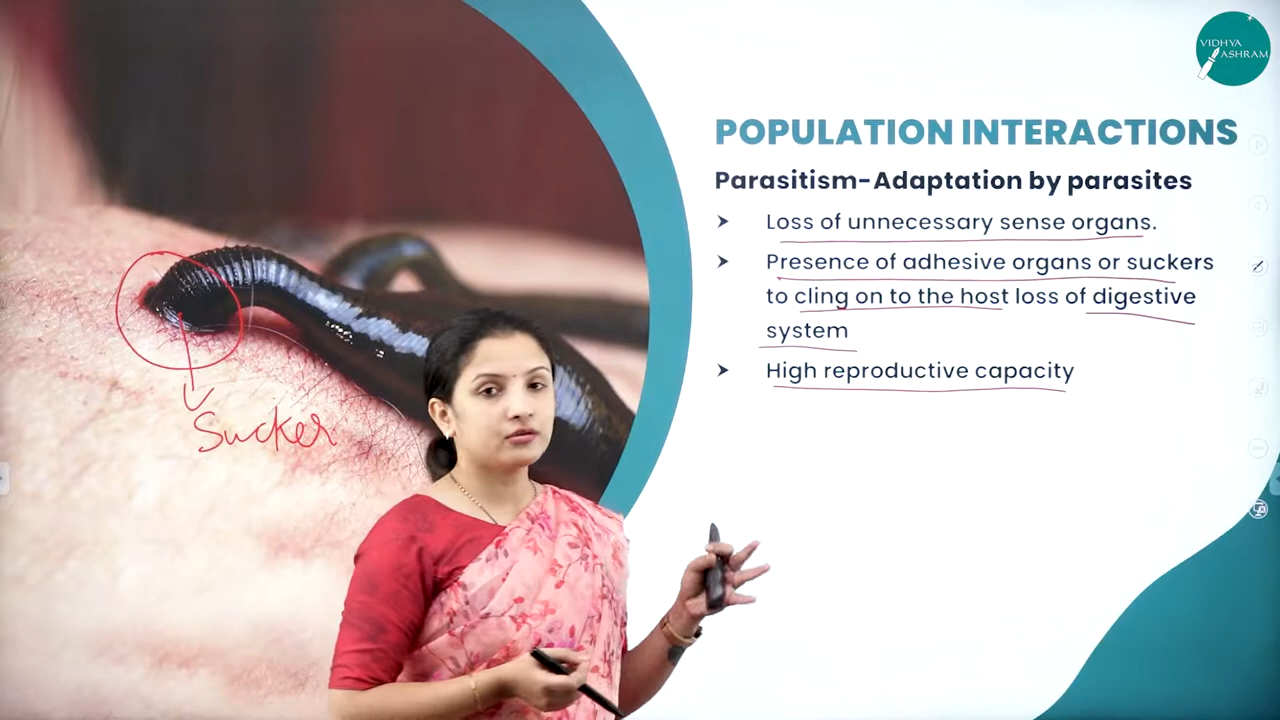 VIDHYA
ASHRAM
POPULATION INTERACTIONS
Parasitism-Adaptation by parasites
➤ Loss of unnecessary sense organs.
➤ Presence of adhesive organs or suckers
to cling on to the host loss of digestive
system
➤ High reproductive capacity
Sucker